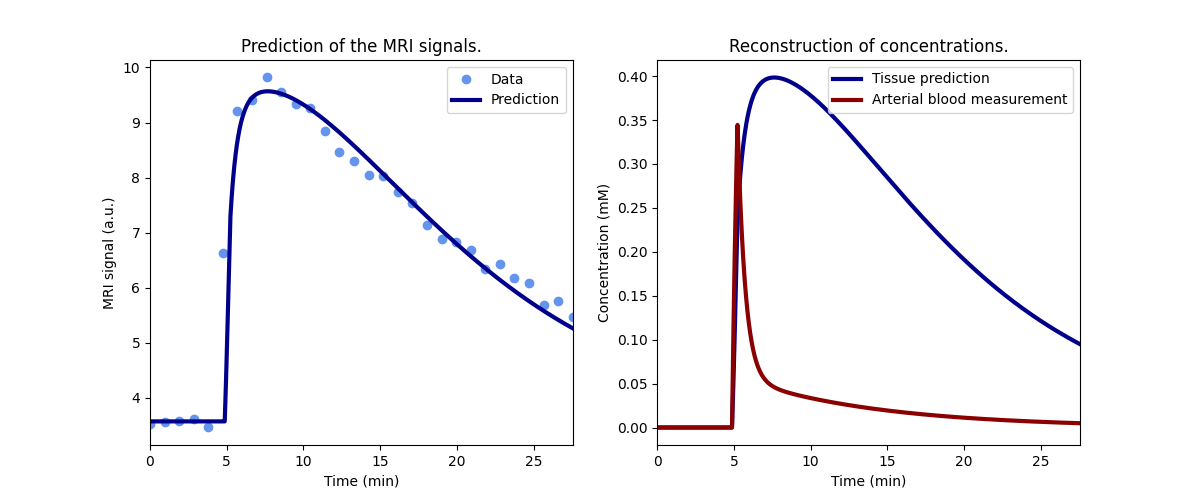 Prediction of the MRI signals.
10
9
8
7
6
5
4
MRI signal (a.u.)
0
5
10
15
20
25
Time (min)
Data
Prediction
Reconstruction of concentrations.
0.40
0.35
0.30
0.25
0.20
0.15
0.10
0.05
0.00
Concentration (mM)
0
5
10
15
20
25
Time (min)
Tissue prediction
Arterial blood measurement